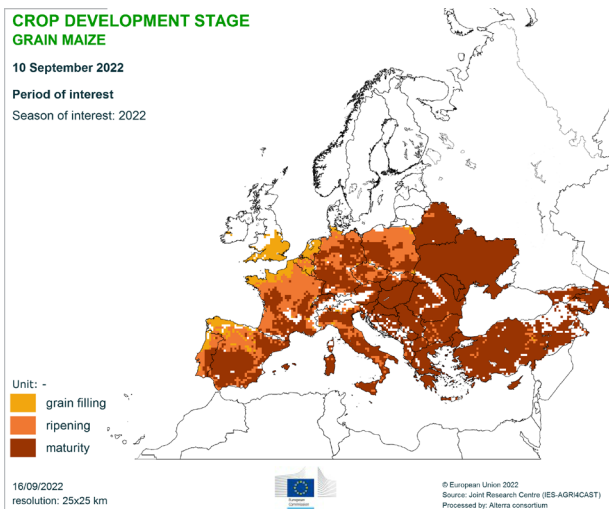 CROP DEVELOPMENT STAGE
GRAIN MAIZE
10 September 2022
Period of interest
Season of interest: 2022
Unit: -
grain filling
ripening
maturity
16/09/2022
resolution: 25x25 km
European
Commission
© European Union 2022
Source: Joint Research Centre (IES-AGRI4CAST)
Processed by: Alterra consortium